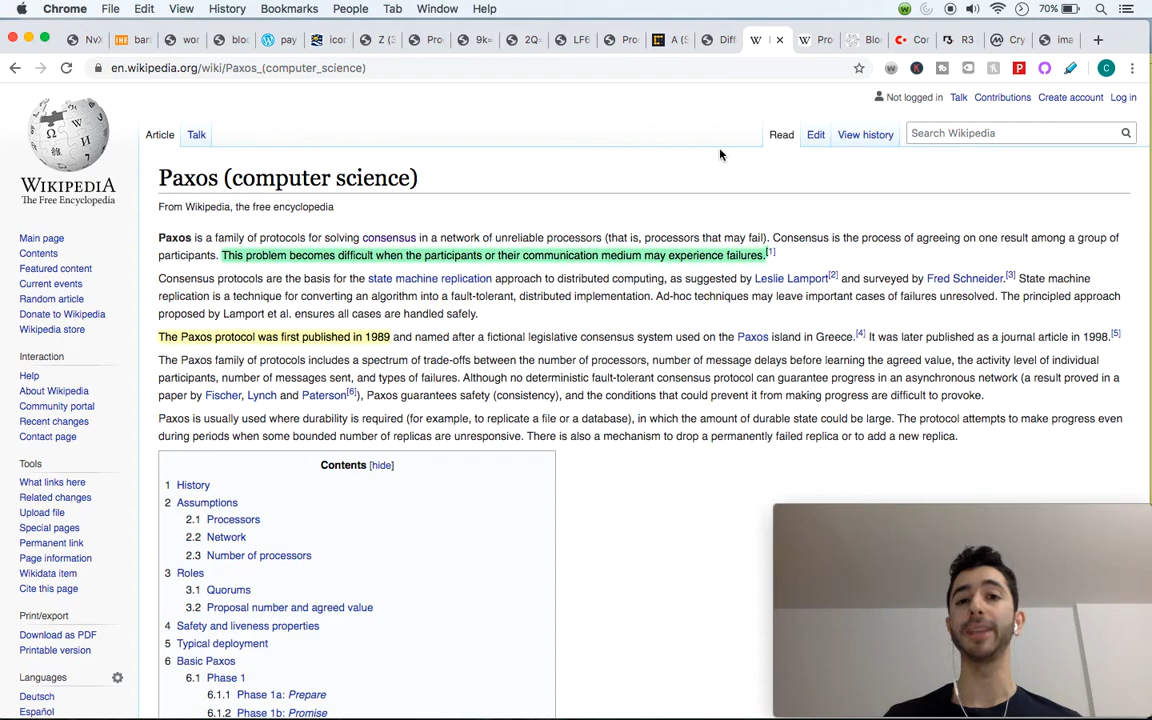 Chrome File Edit View History Bookmarks People Tab Window Help 70%
NvX bar wor bloc pay icor Z (3 Pro 9k= 2Q= LF6 Pro A (S Diff W Pro Blo Cor R3 Cry ima
en.wikipedia.org/wiki/Paxos_(computer_science)
Not logged in Talk Contributions Create account Log in
Article Talk Read Edit View history Search Wikipedia
WIKIPEDIA
The Free Encyclopedia
Paxos (computer science)
From Wikipedia, the free encyclopedia
Paxos is a family of protocols for solving consensus in a network of unreliable processors (that is, processors that may fail). Consensus is the process of agreeing on one result among a group of
participants. This problem becomes difficult when the participants or their communication medium may experience failures.[1]
Consensus protocols are the basis for the state machine replication approach to distributed computing, as suggested by Leslie Lamport[2] and surveyed by Fred Schneider.[3] State machine
replication is a technique for converting an algorithm into a fault-tolerant, distributed implementation. Ad-hoc techniques may leave important cases of failures unresolved. The principled approach
proposed by Lamport et al. ensures all cases are handled safely.
The Paxos protocol was first published in 1989 and named after a fictional legislative consensus system used on the Paxos island in Greece.[4] It was later published as a journal article in 1998.[5]
The Paxos family of protocols includes a spectrum of trade-offs between the number of processors, number of message delays before learning the agreed value, the activity level of individual
participants, number of messages sent, and types of failures. Although no deterministic fault-tolerant consensus protocol can guarantee progress in an asynchronous network (a result proved in a
paper by Fischer, Lynch and Paterson[6]), Paxos guarantees safety (consistency), and the conditions that could prevent it from making progress are difficult to provoke.
Paxos is usually used where durability is required (for example, to replicate a file or a database), in which the amount of durable state could be large. The protocol attempts to make progress even
during periods when some bounded number of replicas are unresponsive. There is also a mechanism to drop a permanently failed replica or to add a new replica.
Contents [hide]
1 History
2 Assumptions
2.1 Processors
2.2 Network
2.3 Number of processors
3 Roles
3.1 Quorums
3.2 Proposal number and agreed value
4 Safety and liveness properties
5 Typical deployment
6 Basic Paxos
6.1 Phase 1
6.1.1 Phase 1a: Prepare
6.1.2 Phase 1b: Promise
Main page
Contents
Featured content
Current events
Random article
Donate to Wikipedia
Wikipedia store
Interaction
Help
About Wikipedia
Community portal
Recent changes
Contact page
Tools
What links here
Related changes
Upload file
Special pages
Permanent link
Page information
Wikidata item
Cite this page
Print/export
Download as PDF
Printable version
Languages
Deutsch
Español